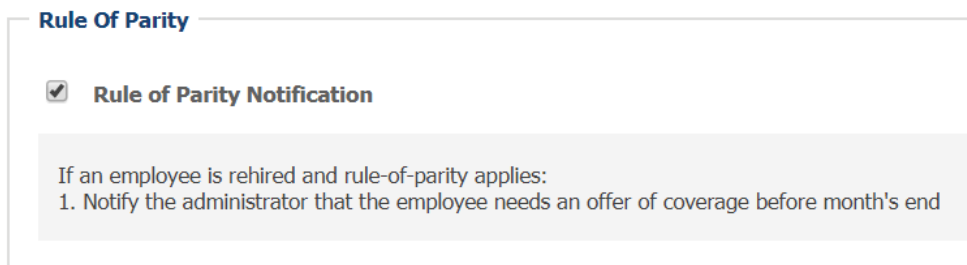 Rule Of Parity
Rule of Parity Notification
If an employee is rehired and rule-of-parity applies:
1. Notify the administrator that the employee needs an offer of coverage before month's end